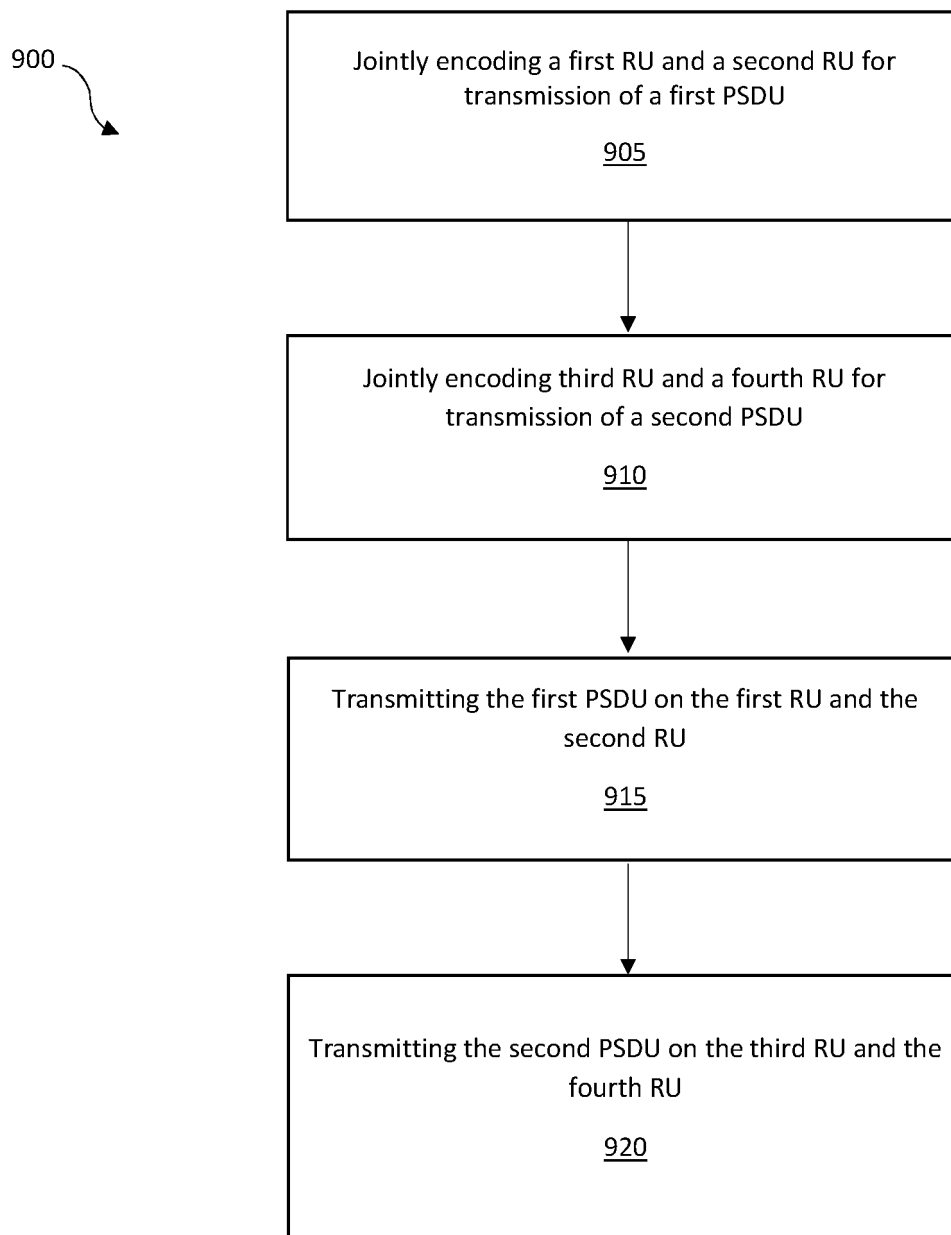 900
Jointly encoding a first RU and a second RU for
transmission of a first PSDU
905
Jointly encoding third RU and a fourth RU for
transmission of a second PSDU
910
Transmitting the first PSDU on the first RU and the
second RU
915
Transmitting the second PSDU on the third RU and the
fourth RU
920